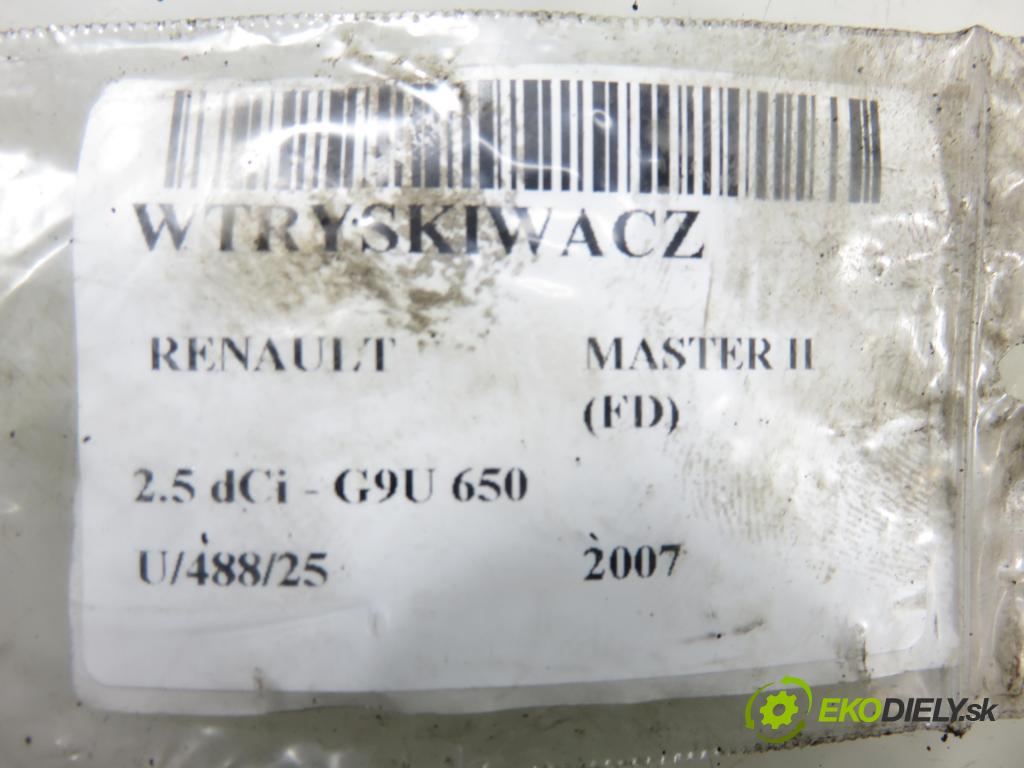 WTRYSKIWACZ
RENAULT MASTER II
(FD)
2.5 dCi - G9U 650
U/488/25 2007
EKODIELY.sk